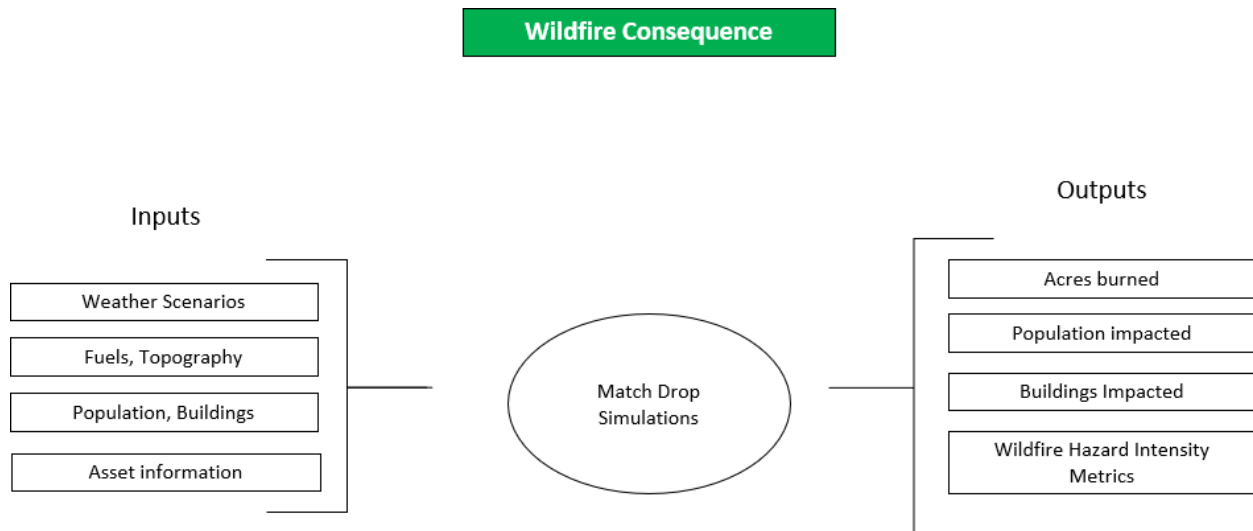 Wildfire Consequence
Inputs
Weather Scenarios
Fuels, Topography
Population, Buildings
Asset information
Match Drop
Simulations
Outputs
Acres burned
Population impacted
Buildings Impacted
Wildfire Hazard Intensity
Metrics